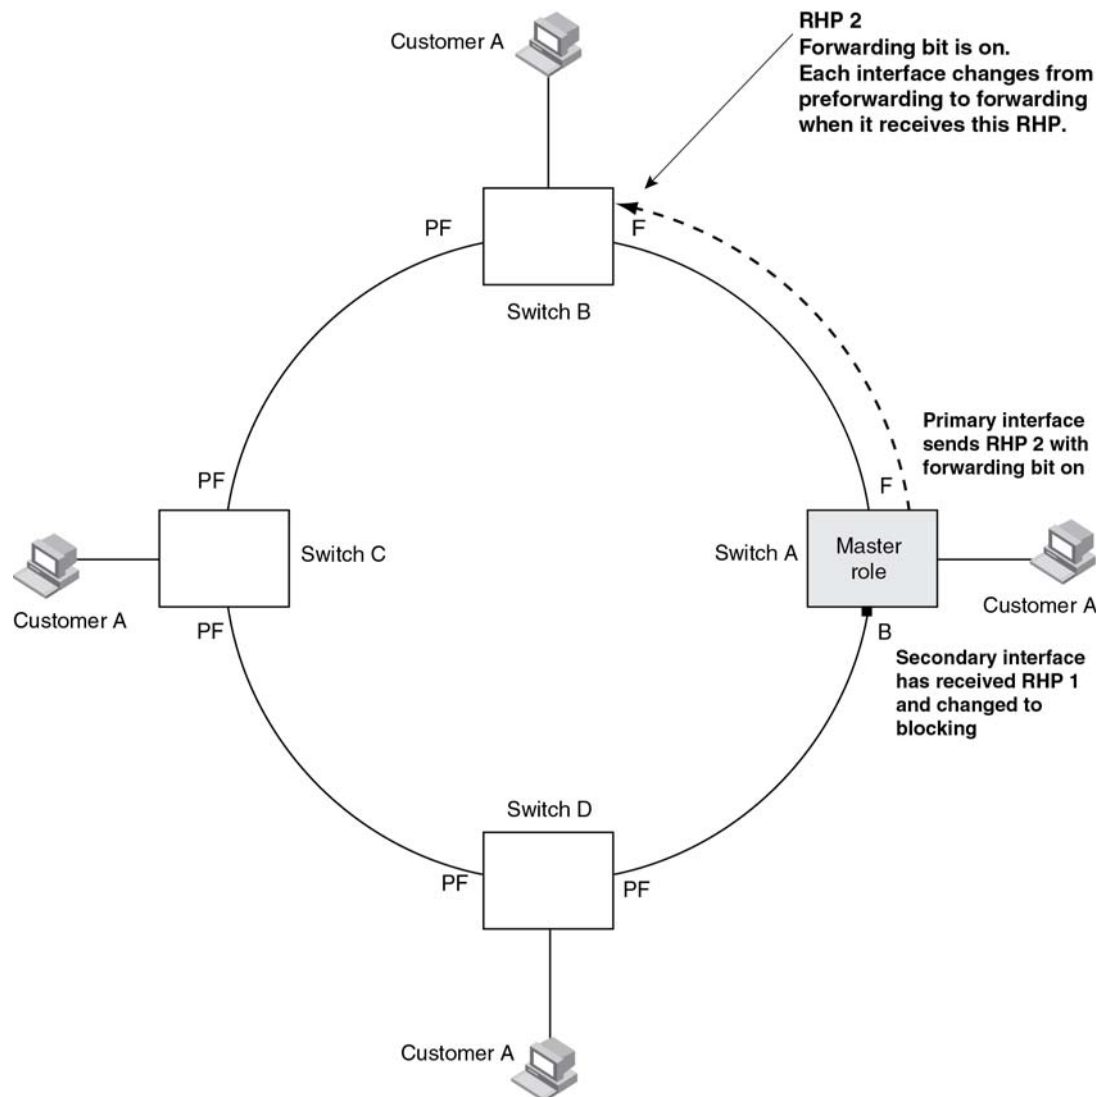 RHP 2
Forwarding bit is on.
Each interface changes from
preforwarding to forwarding
when it receives this RHP.
Customer A
PF
F
Switch B
Primary interface
sends RHP 2 with
forwarding bit on
PF
F
Switch C
Switch A
Master
role
Customer A
Customer A
PF
B
Secondary interface
has received RHP 1
and changed to
blocking
Switch D
PF
PF
Customer A